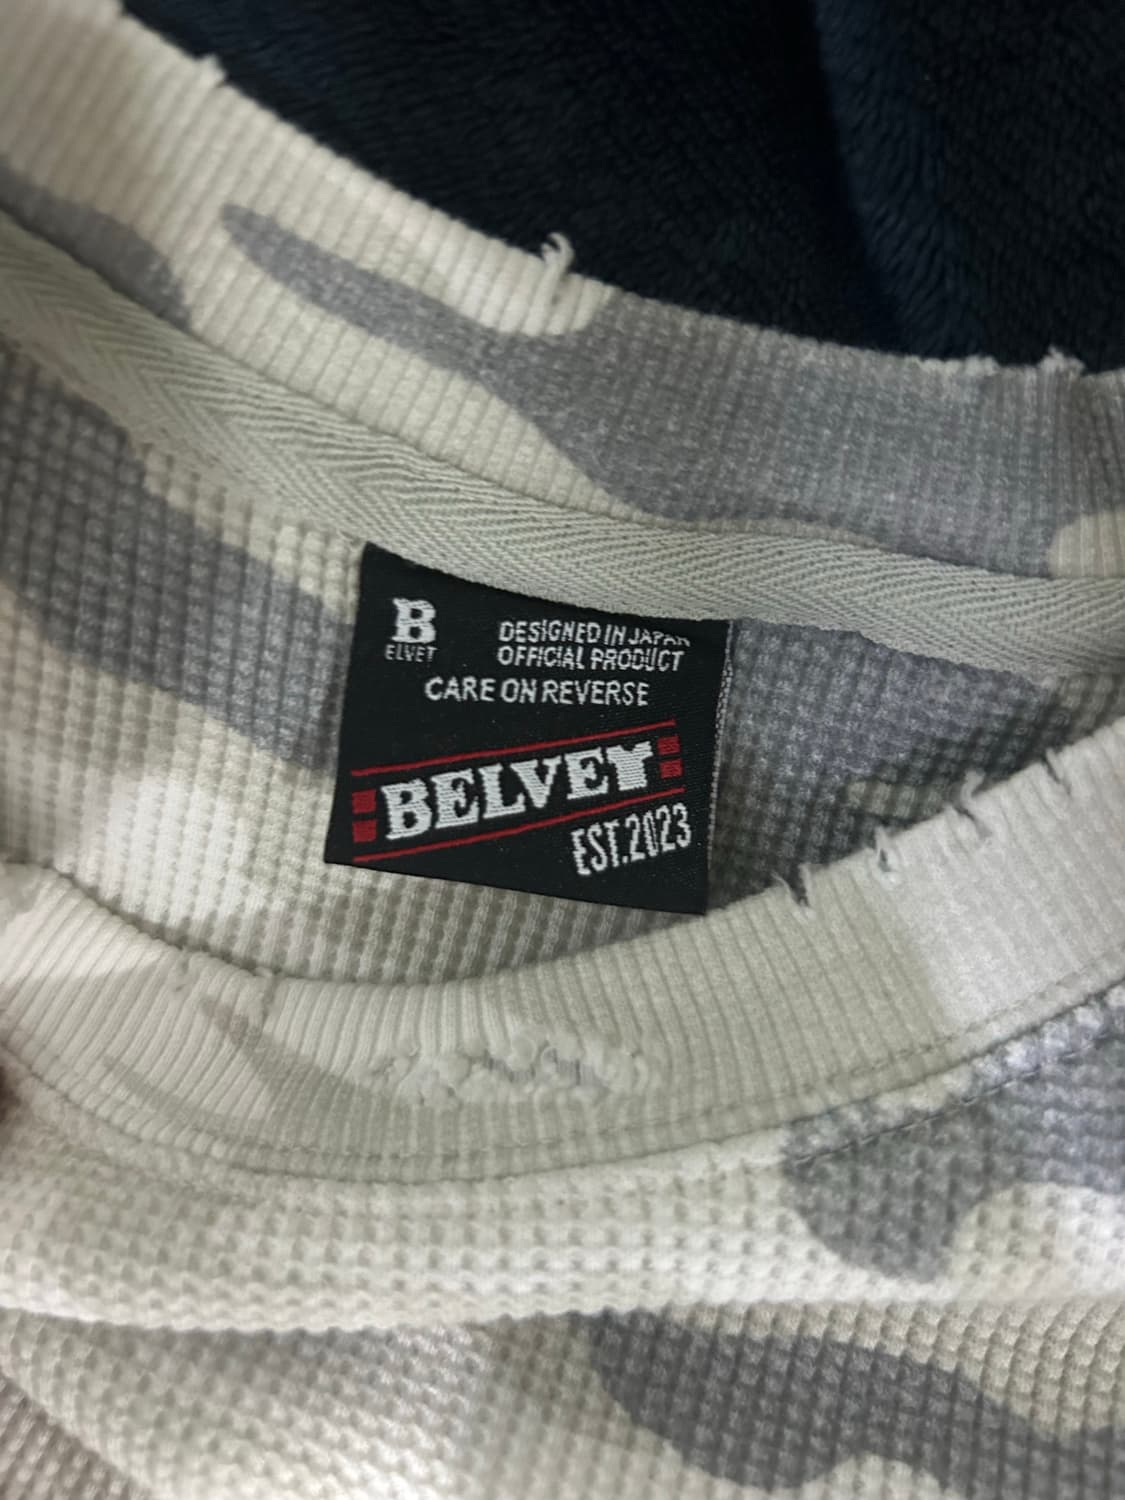 B
ELVET
DESIGNED IN JAPAN
OFFICIAL PRODUCT
CARE ON REVERSE
BELVET
EST.2023